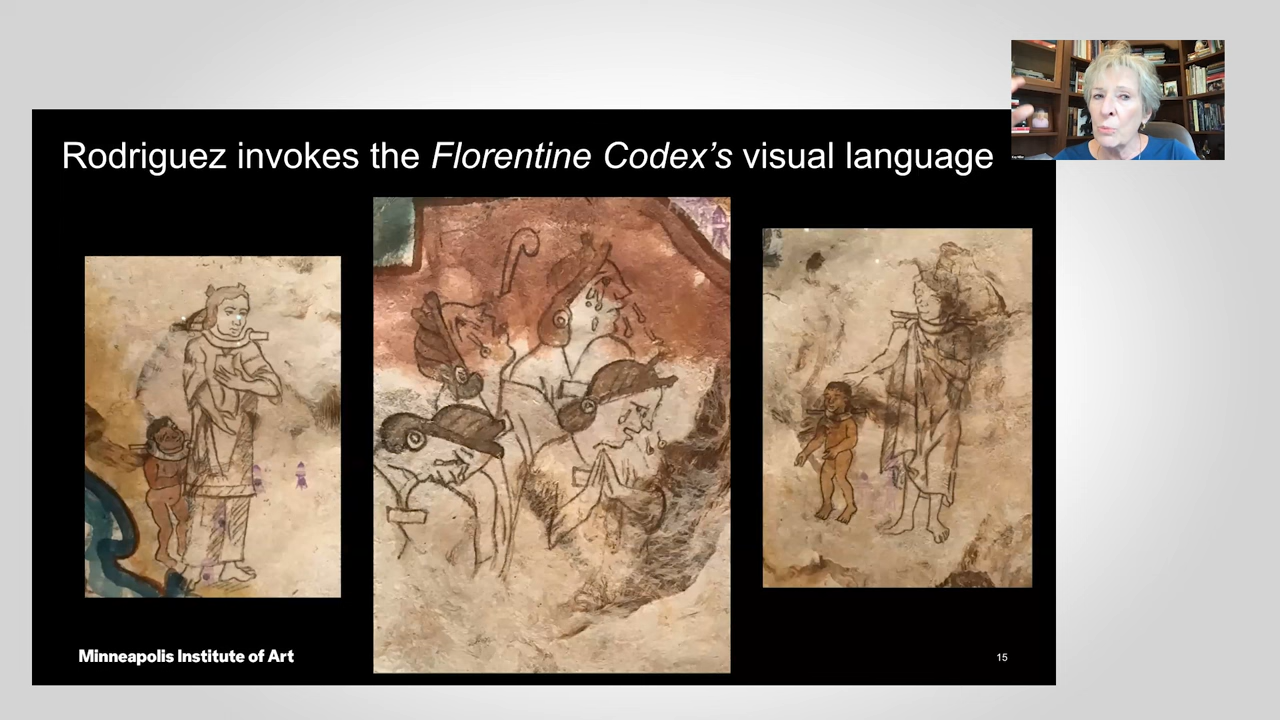 Rodriguez invokes the Florentine Codex's visual language
Minneapolis Institute of Art
15